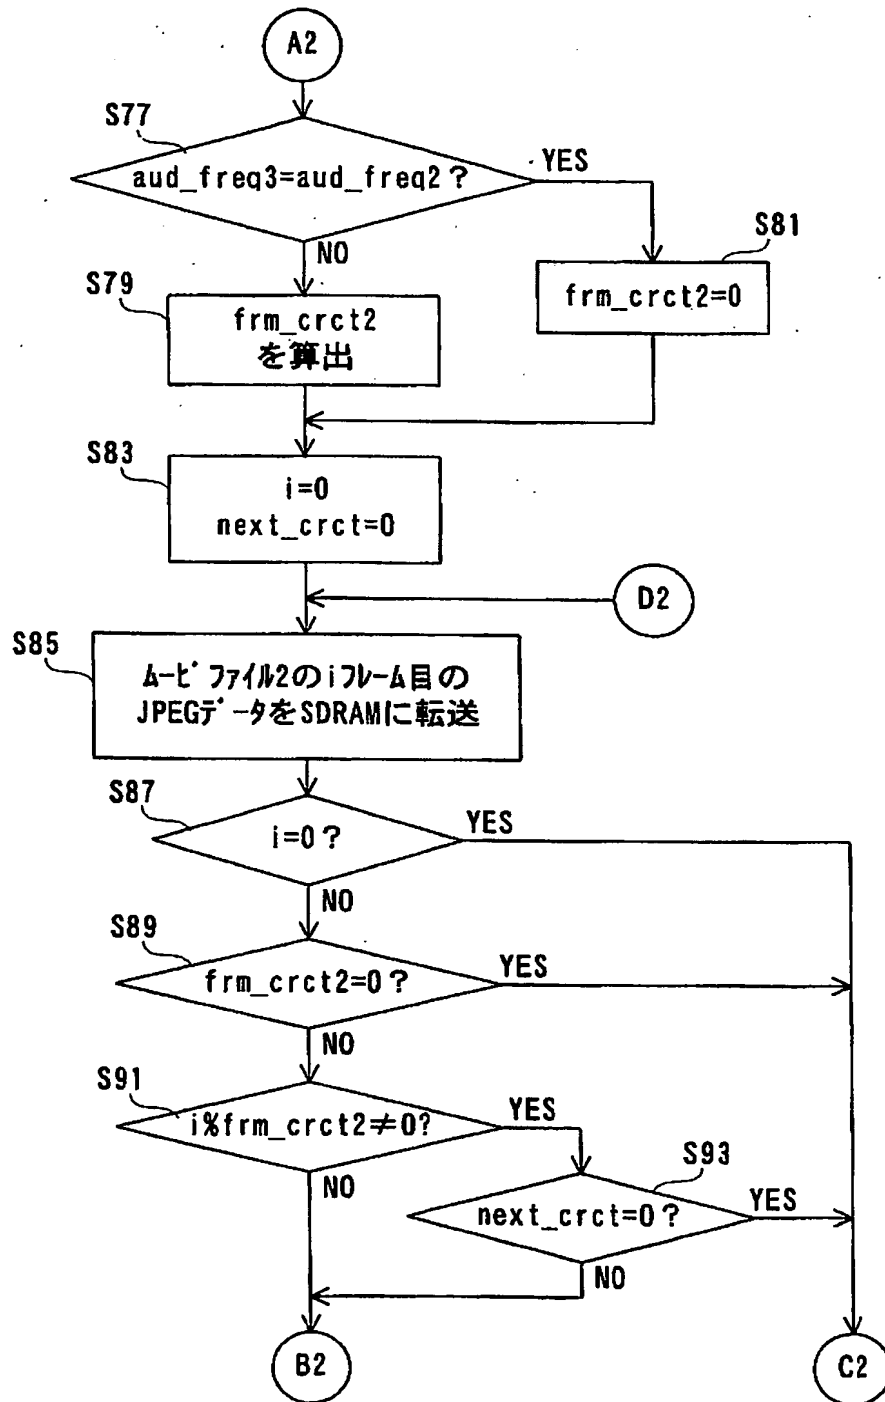 A2
S77
aud_freq3=aud_freq2?
YES
NO
S81
frm_crct2=0
S79
frm_crct2
を算出
S83
i=0
next_crct=0
D2
S85
ﾑｰﾋﾞﾌｧｲﾙ2のiﾌﾚｰﾑ目の
JPEGﾃﾞｰﾀをSDRAMに転送
S87
i=0?
YES
NO
S89
frm_crct2=0?
YES
NO
S91
i%frm_crct2≠0?
YES
NO
S93
next_crct=0?
YES
NO
B2
C2